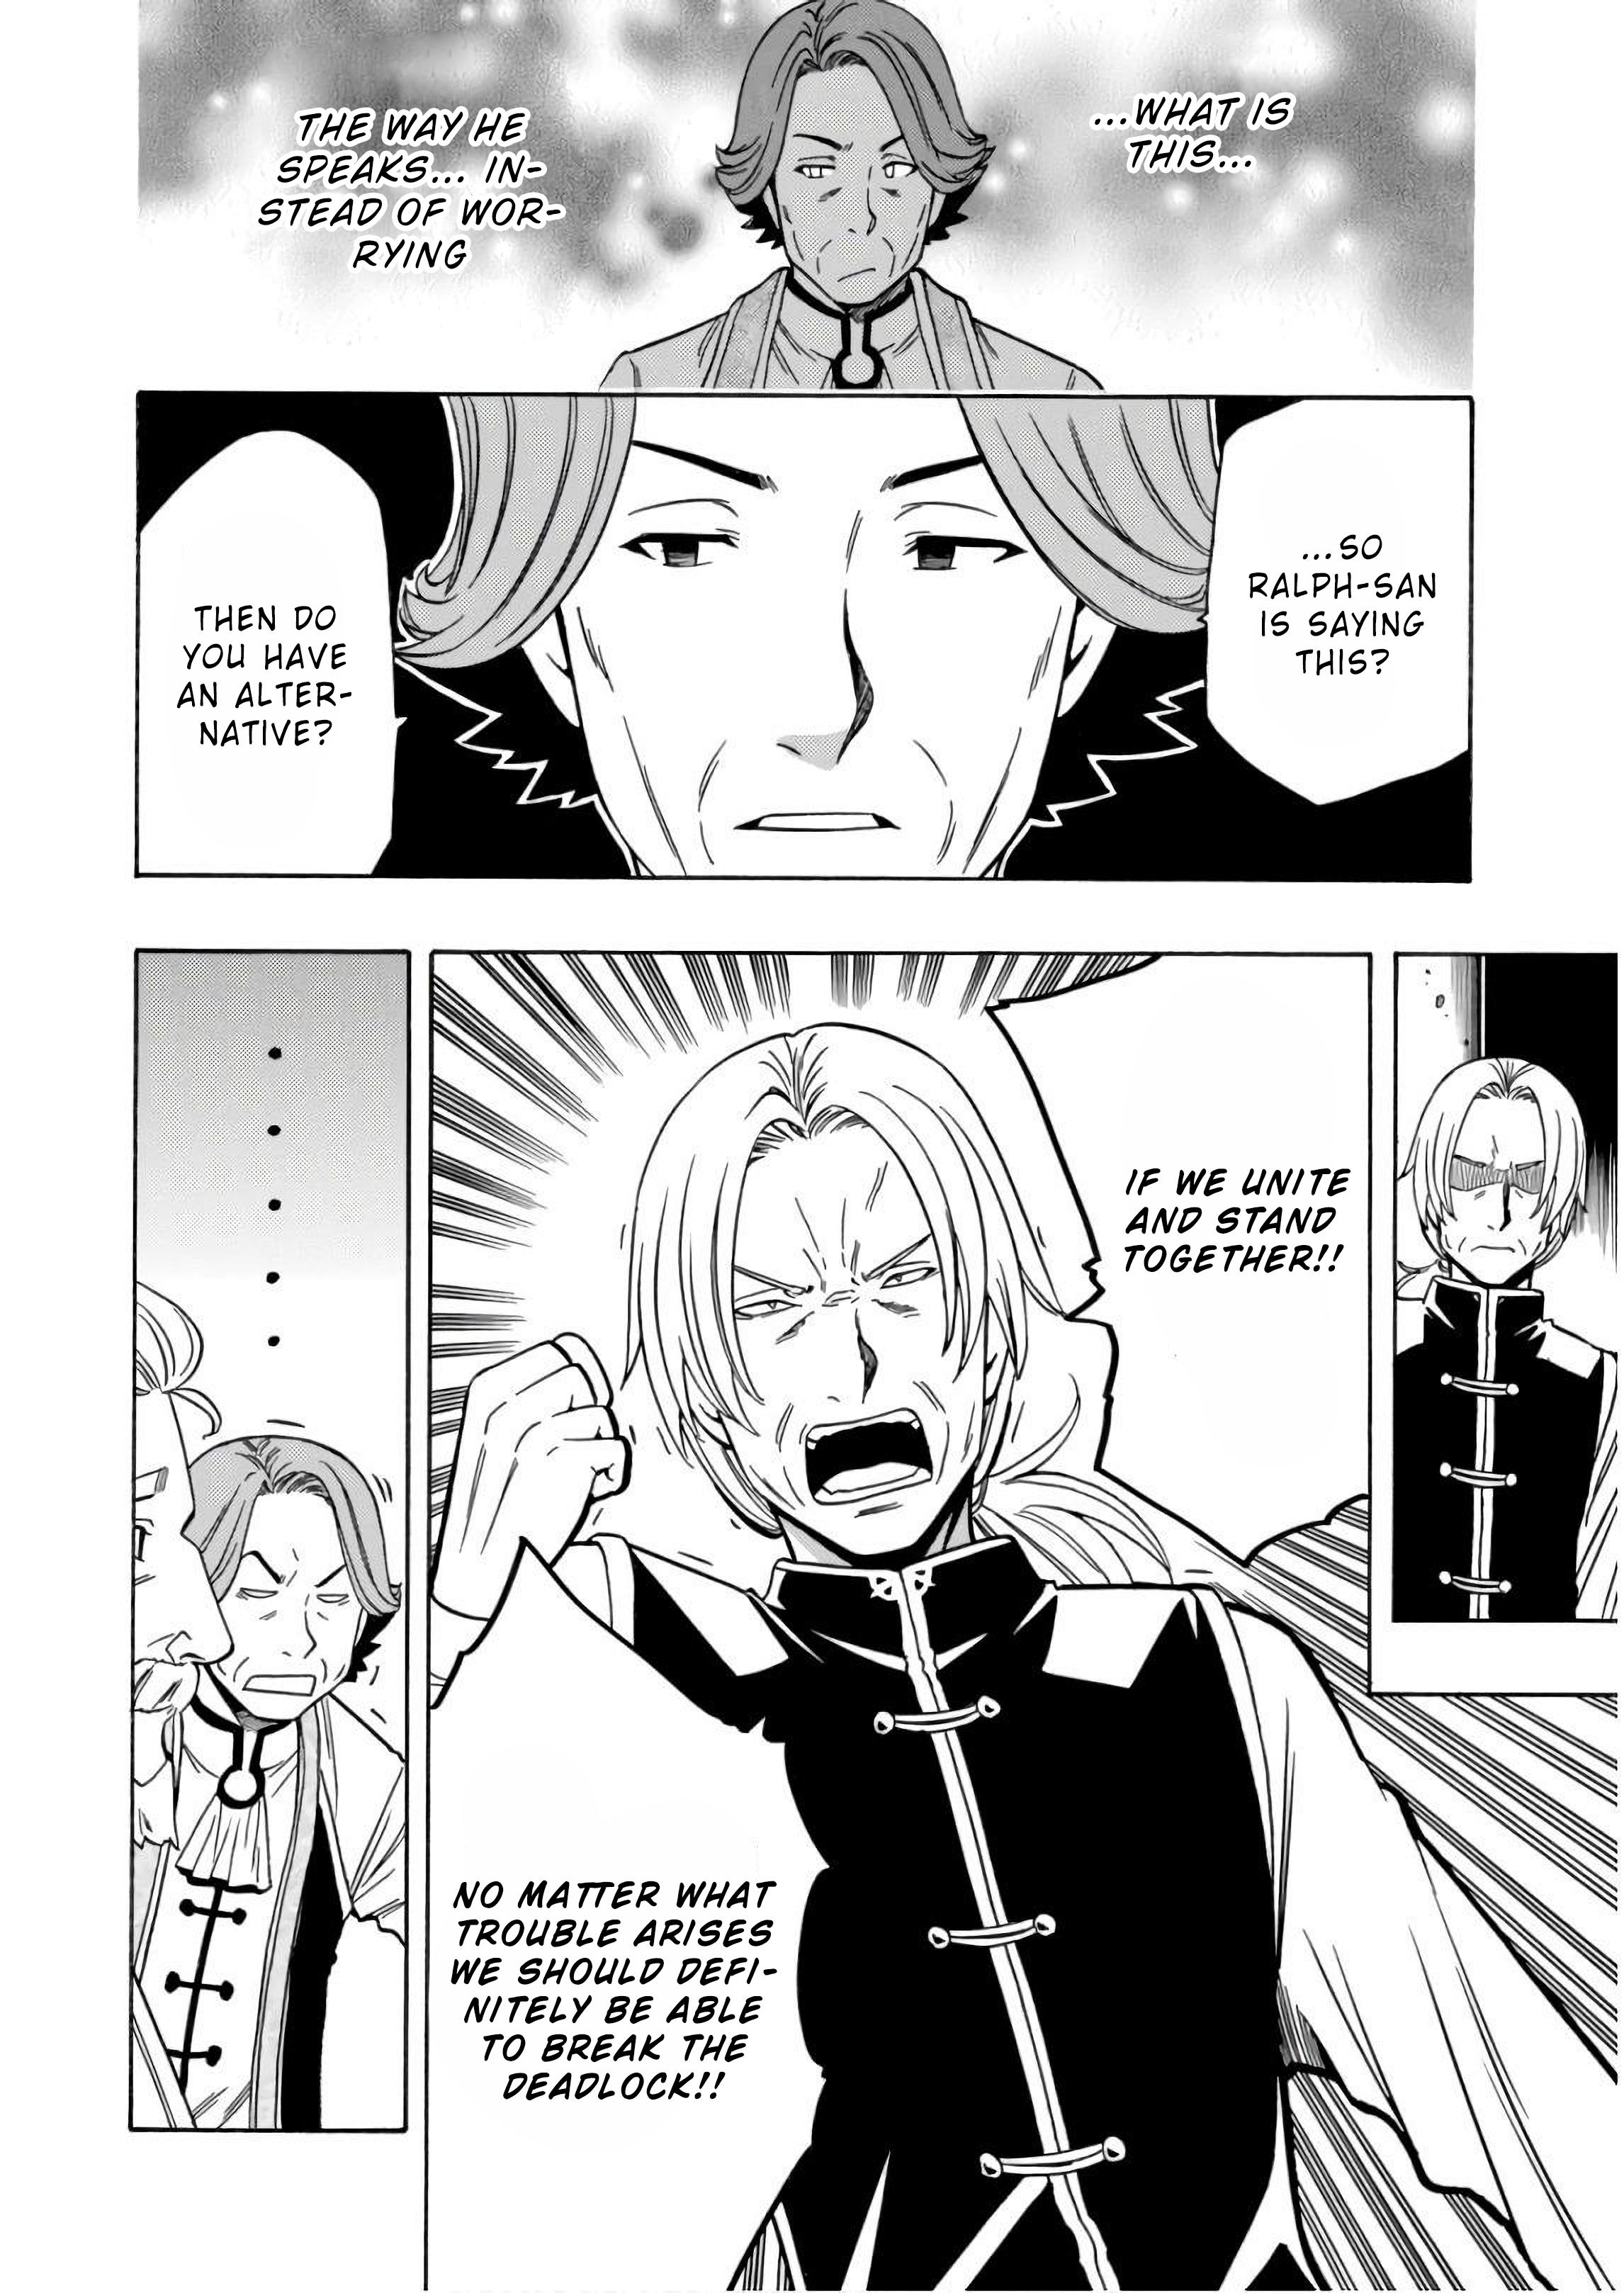 ...WHAT IS
THIS...
THE WAY HE
SPEAKS... IN-
STEAD OF WOR-
RYING
...SO
RALPH-SAN
IS SAYING
THIS?
THEN DO
YOU HAVE
AN ALTER-
NATIVE?
IF WE UNITE
AND STAND
TOGETHER!!
NO MATTER WHAT
TROUBLE ARISES
WE SHOULD DEFI-
NITELY BE ABLE
TO BREAK THE
DEADLOCK!!
.....